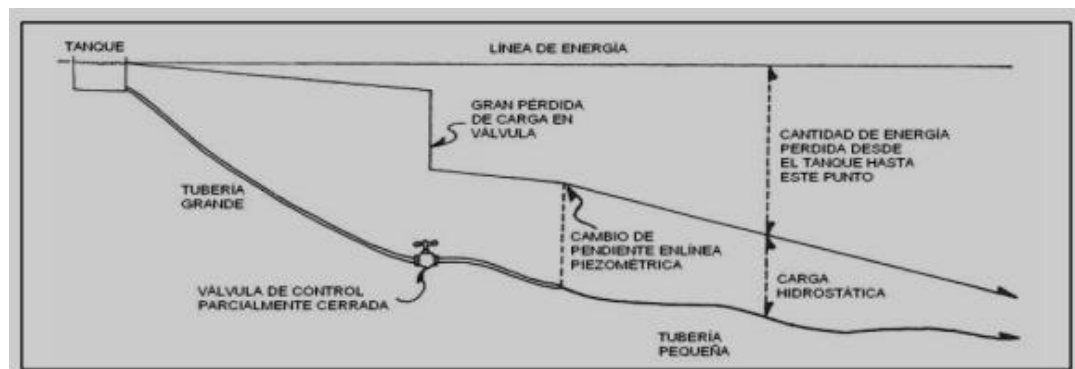 TANQUE
LÍNEA DE ENERGÍA
GRAN PÉRDIDA
DE CARGA EN
VÁLVULA
CANTIDAD DE ENERGÍA
PERDIDA DESDE
EL TANQUE HASTA
ESTE PUNTO
TUBERÍA
GRANDE
CAMBIO DE
PENDIENTE ENLÍNEA
PIEZOMÉTRICA
CARGA
HIDROSTÁTICA
VÁLVULA DE CONTROL
PARCIALMENTE CERRADA
TUBERÍA
PEQUEÑA